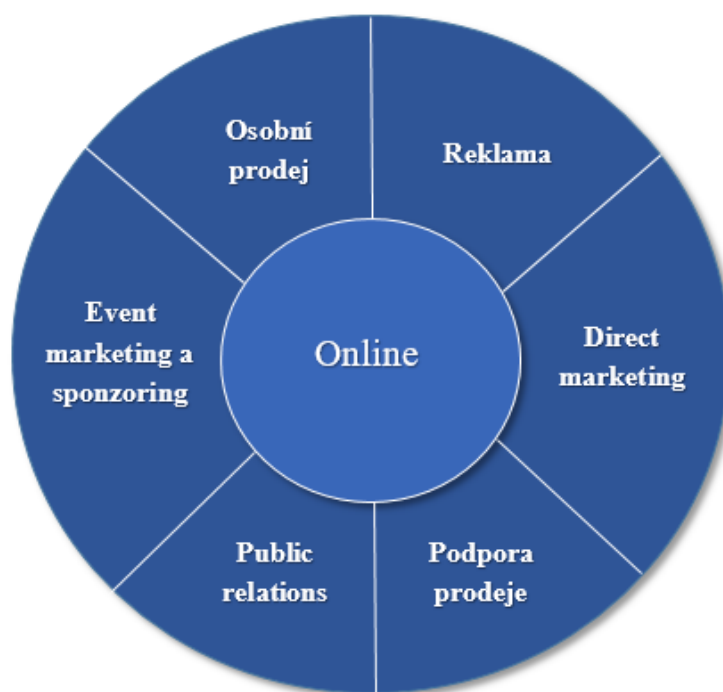 Osobní
prodej
Reklama
Event
marketing a
sponzoring
Online
Direct
marketing
Public
relations
Podpora
prodeje